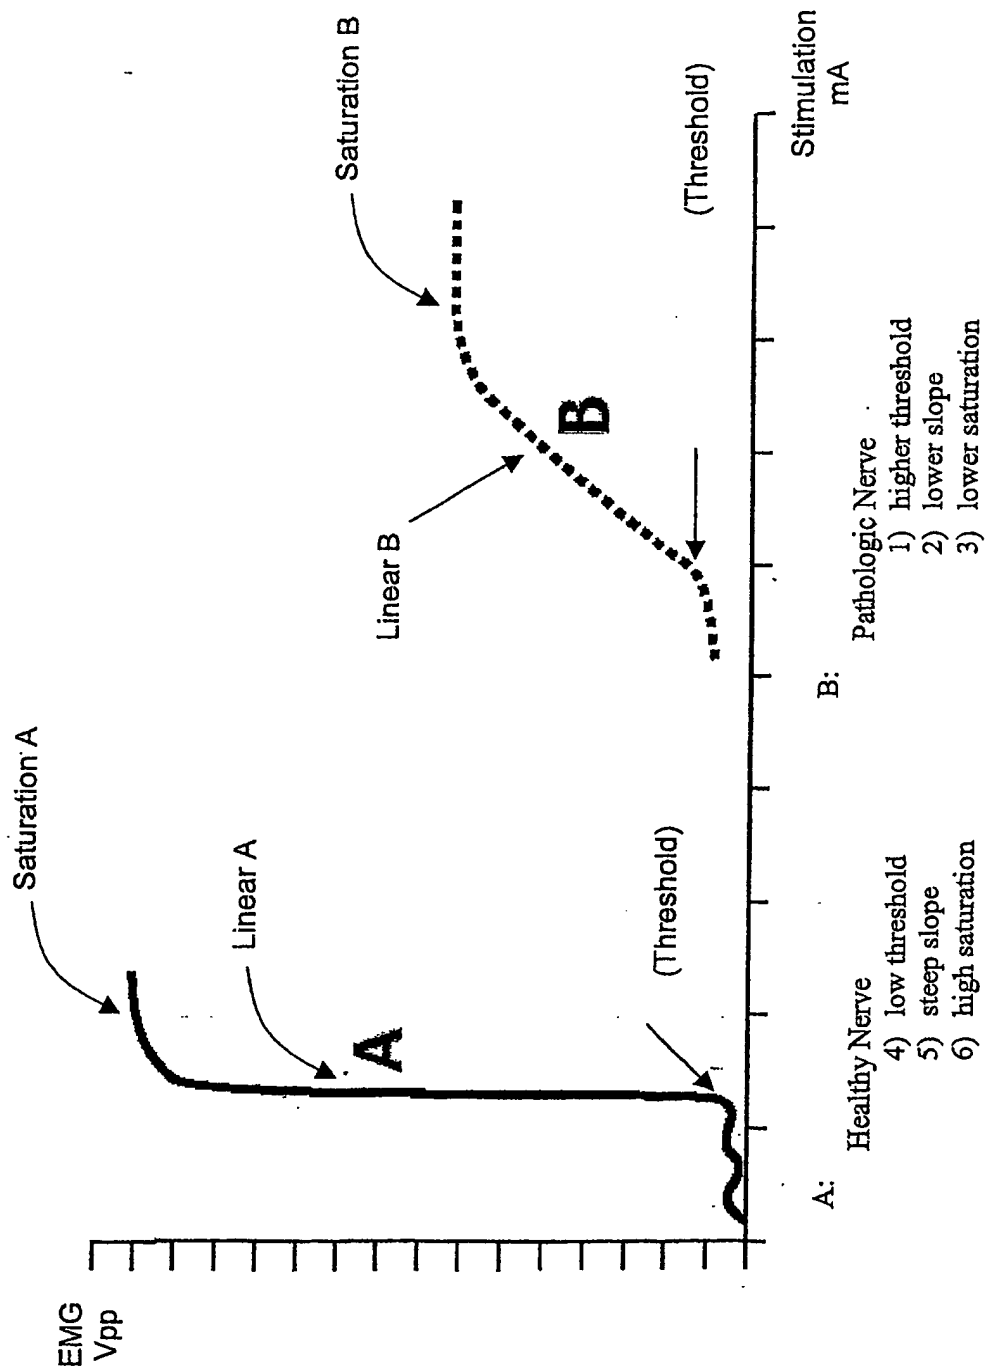 EMG
Vpp
Saturation A
Linear A
A
(Threshold)
Saturation B
Linear B
B
(Threshold)
Stimulation
mA
A:
Healthy Nerve
4) low threshold
5) steep slope
6) high saturation
B:
Pathologic Nerve
1) higher threshold
2) lower slope
3) lower saturation